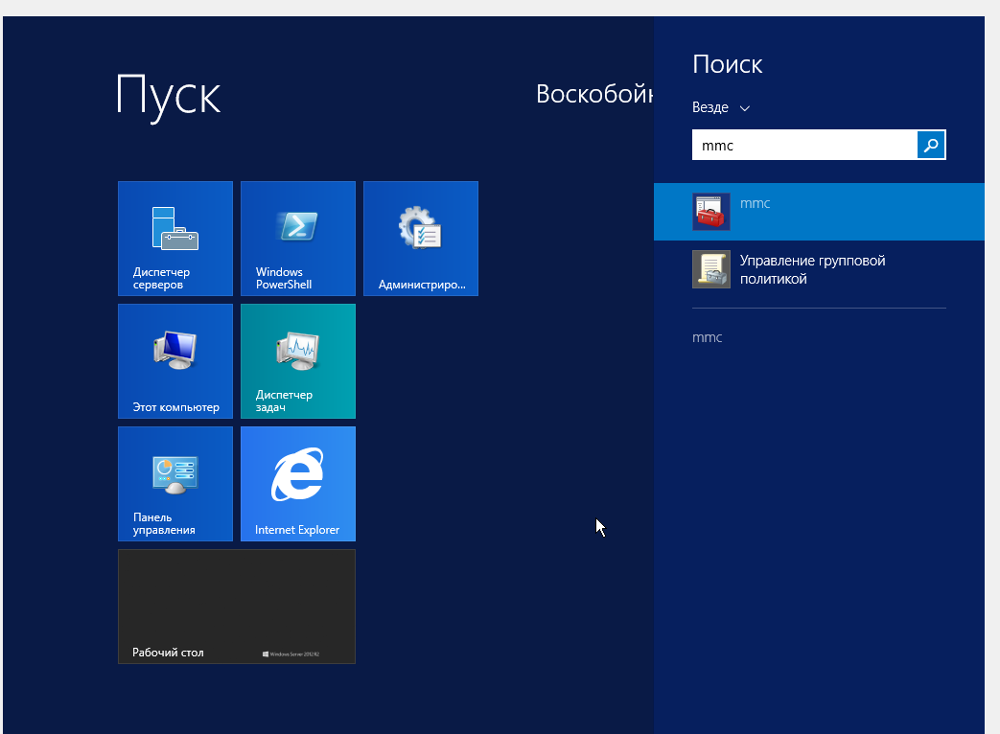 Пуск
Воскобойн
Диспетчер
серверов
Windows
PowerShell
Администриро...
Этот компьютер
Диспетчер
задач
Панель
управления
Internet Explorer
Рабочий стол
Windows Server 2012 R2
Поиск
Везде
mmc
mmc
Управление групповой
политикой
mmc